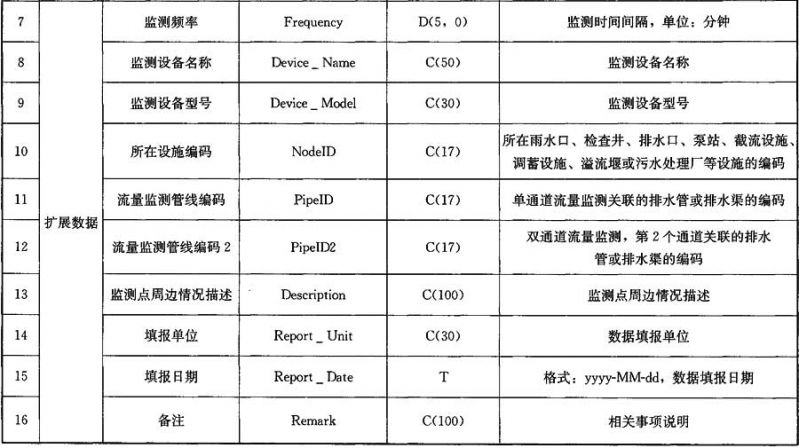 7 监测频率 Frequency D(5，0) 监测时间间隔，单位：分钟
8 监测设备名称 Device _ Name C(50) 监测设备名称
9 监测设备型号 Device _ Model C(30) 监测设备型号
10 所在设施编码 NodeID C(17) 所在雨水口、检查井、排水口、泵站、截流设施、
调蓄设施、溢流堰或污水处理厂等设施的编码
11 流量监测管线编码 PipeID C(17) 单通道流量监测关联的排水管或排水渠的编码
扩展数据
12 流量监测管线编码 2 PipeID2 C(17) 双通道流量监测，第 2 个通道关联的排水
管或排水渠的编码
13 监测点周边情况描述 Description C(100) 监测点周边情况描述
14 填报单位 Report _ Unit C(30) 数据填报单位
15 填报日期 Report _ Date T 格式：yyyy-MM-dd，数据填报日期
16 备注 Remark C(100) 相关事项说明